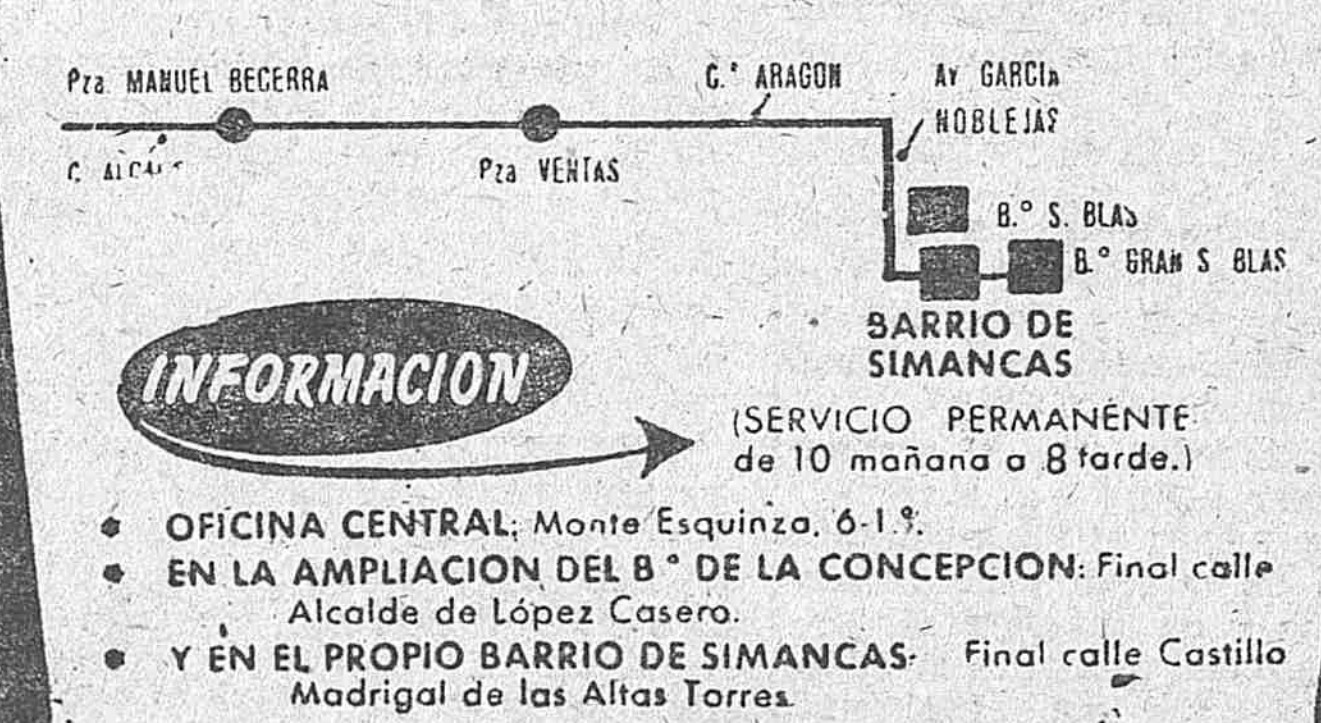 Pza MANUEL BECERRA
C.ª ARAGON
Av GARCIA
NOBLEJAS
C. ALCALA
Pza VENTAS
B.° S. BLAS
B.° GRAN S BLAS
BARRIO DE
SIMANCAS
INFORMACION
(SERVICIO PERMANENTE
de 10 mañana a 8 tarde.)
• OFICINA CENTRAL: Monte Esquinza, 6-1.º.
• EN LA AMPLIACION DEL B ° DE LA CONCEPCION: Final calle
Alcalde de López Casero.
• Y EN EL PROPIO BARRIO DE SIMANCAS: Final calle Castillo
Madrigal de las Altas Torres